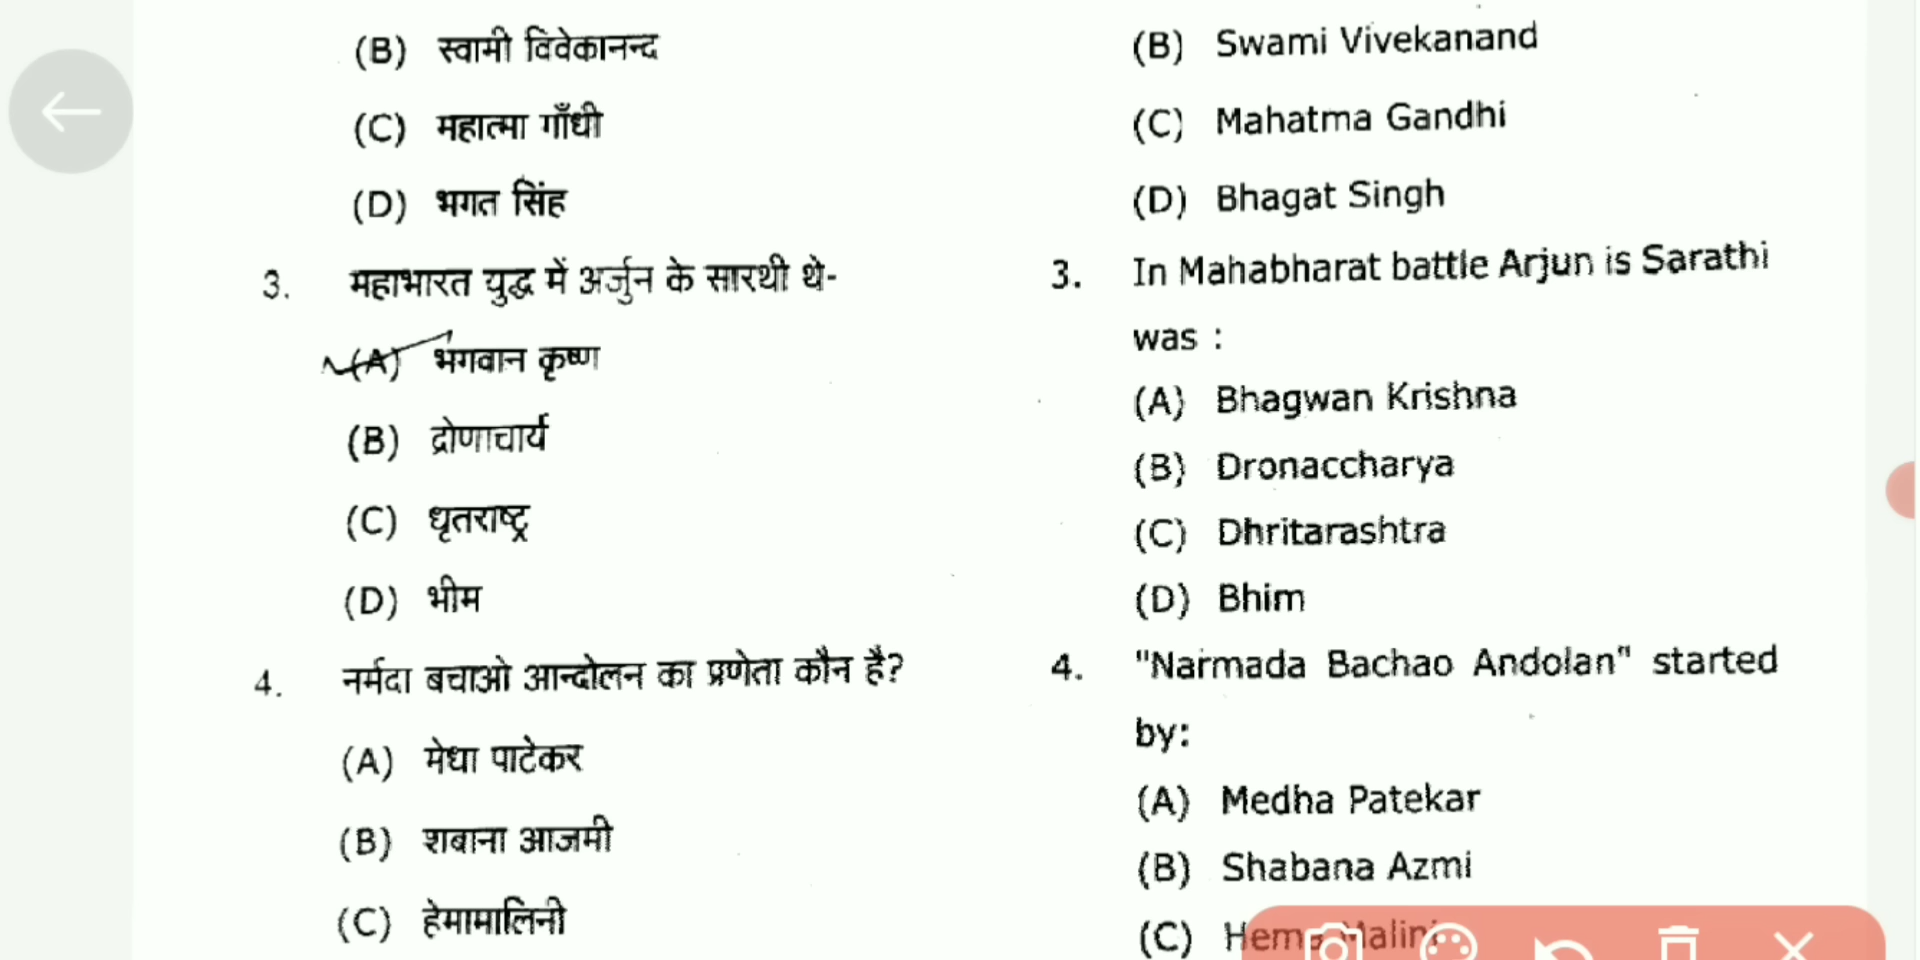 (B) स्वामी विवेकानन्द
(C) महात्मा गाँधी
(D) भगत सिंह
3. महाभारत युद्ध में अर्जुन के सारथी थे-
(A) भगवान कृष्ण
(B) द्रोणाचार्य
(C) धृतराष्ट्र
(D) भीम
4. नर्मदा बचाओ आन्दोलन का प्रणेता कौन है?
(A) मेधा पाटेकर
(B) शबाना आजमी
(C) हेमामालिनी
(B) Swami Vivekanand
(C) Mahatma Gandhi
(D) Bhagat Singh
3. In Mahabharat battle Arjun is Sarathi
was :
(A) Bhagwan Krishna
(B) Dronaccharya
(C) Dhritarashtra
(D) Bhim
4. "Narmada Bachao Andolan" started
by:
(A) Medha Patekar
(B) Shabana Azmi
(C) Hema Malini